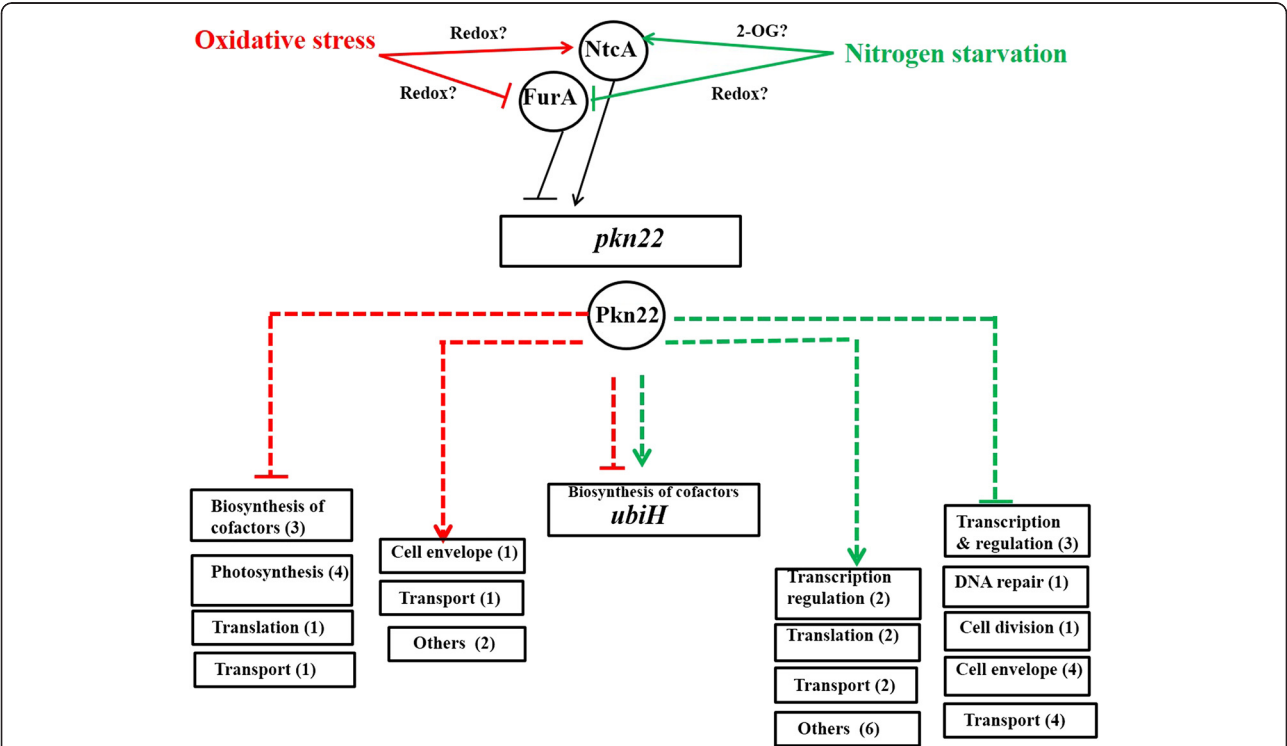 Oxidative stress
Redox?
NtcA
2-OG?
Nitrogen starvation
Redox?
FurA
Redox?
pkn22
Pkn22
Biosynthesis of
cofactors (3)
Photosynthesis (4)
Translation (1)
Transport (1)
Cell envelope (1)
Transport (1)
Others (2)
Biosynthesis of cofactors
ubiH
Transcription
regulation (2)
Translation (2)
Transport (2)
Others (6)
Transcription
& regulation (3)
DNA repair (1)
Cell division (1)
Cell envelope (4)
Transport (4)